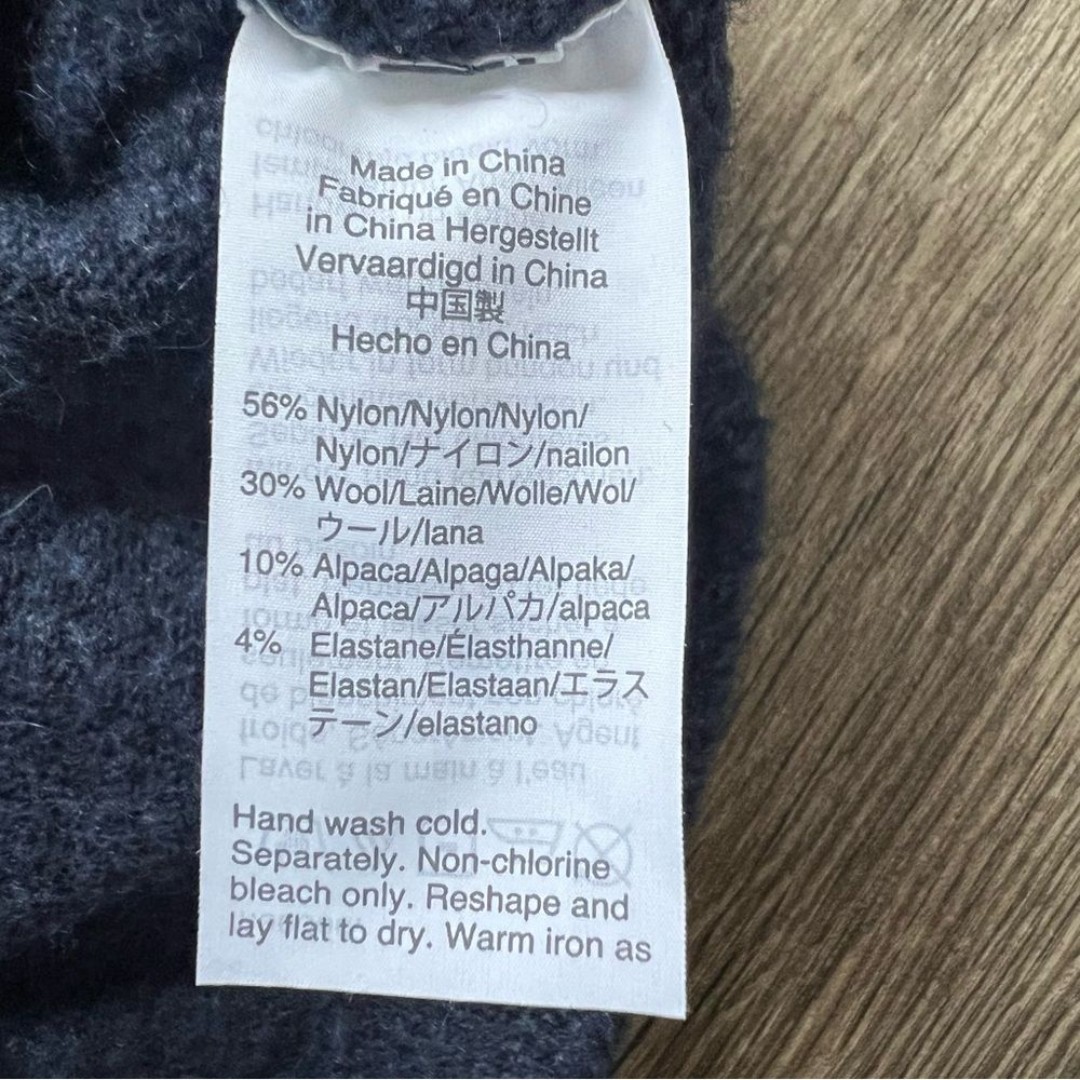 Made in China
Fabriqué en Chine
in China Hergestellt
Vervaardigd in China
中国製
Hecho en China
56% Nylon/Nylon/Nylon/
Nylon/ナイロン/nailon
30% Wool/Laine/Wolle/Wol/
ウール/lana
10% Alpaca/Alpaga/Alpaka/
Alpaca/アルパカ/alpaca
4% Elastane/Élasthanne/
Elastan/Elastaan/エラス
テーン/elastano
Hand wash cold.
Separately. Non-chlorine
bleach only. Reshape and
lay flat to dry. Warm iron as